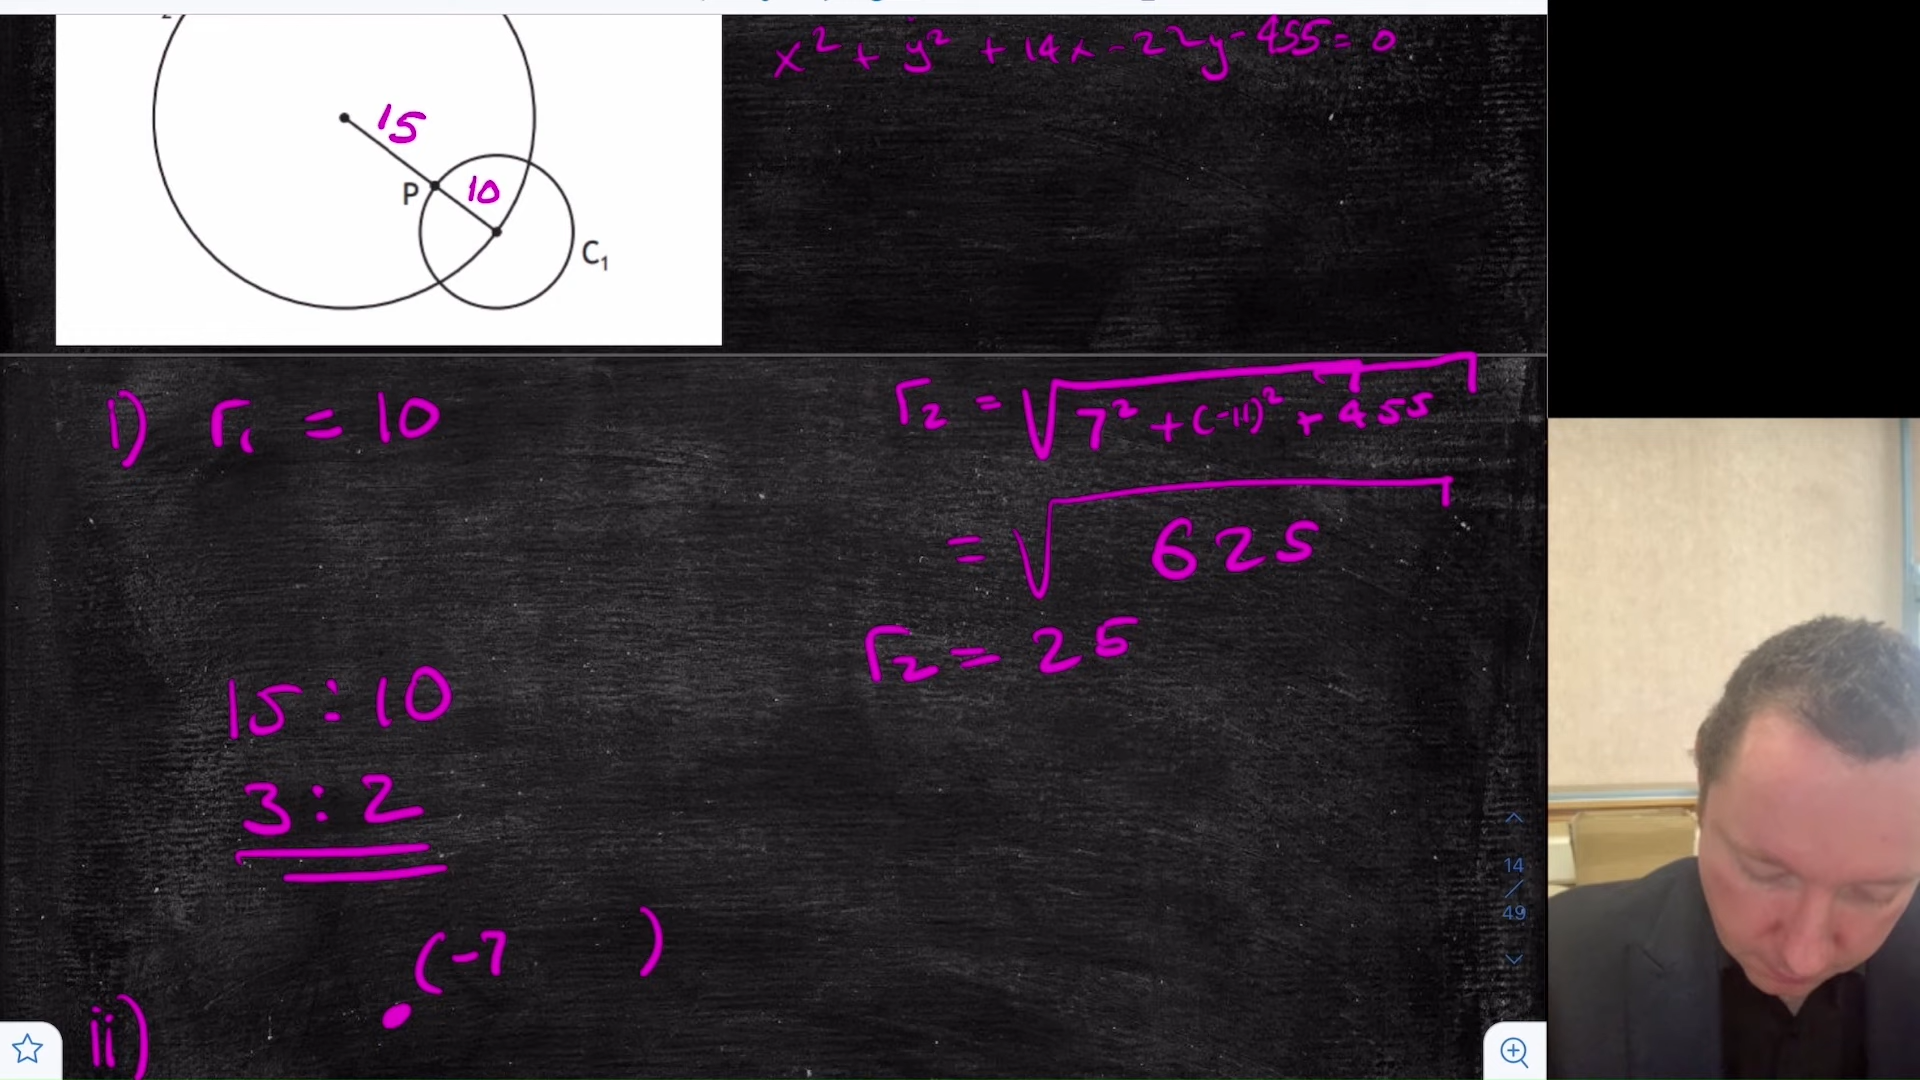 x² + y² + 14x - 22y - 455 = 0
15
P
10
C₁
i) r₁ = 10
r₂ = √7² + (-11)² + 455
= √625
r₂ = 25
15 : 10
3 : 2
(-7 )
ii)
14
/
49